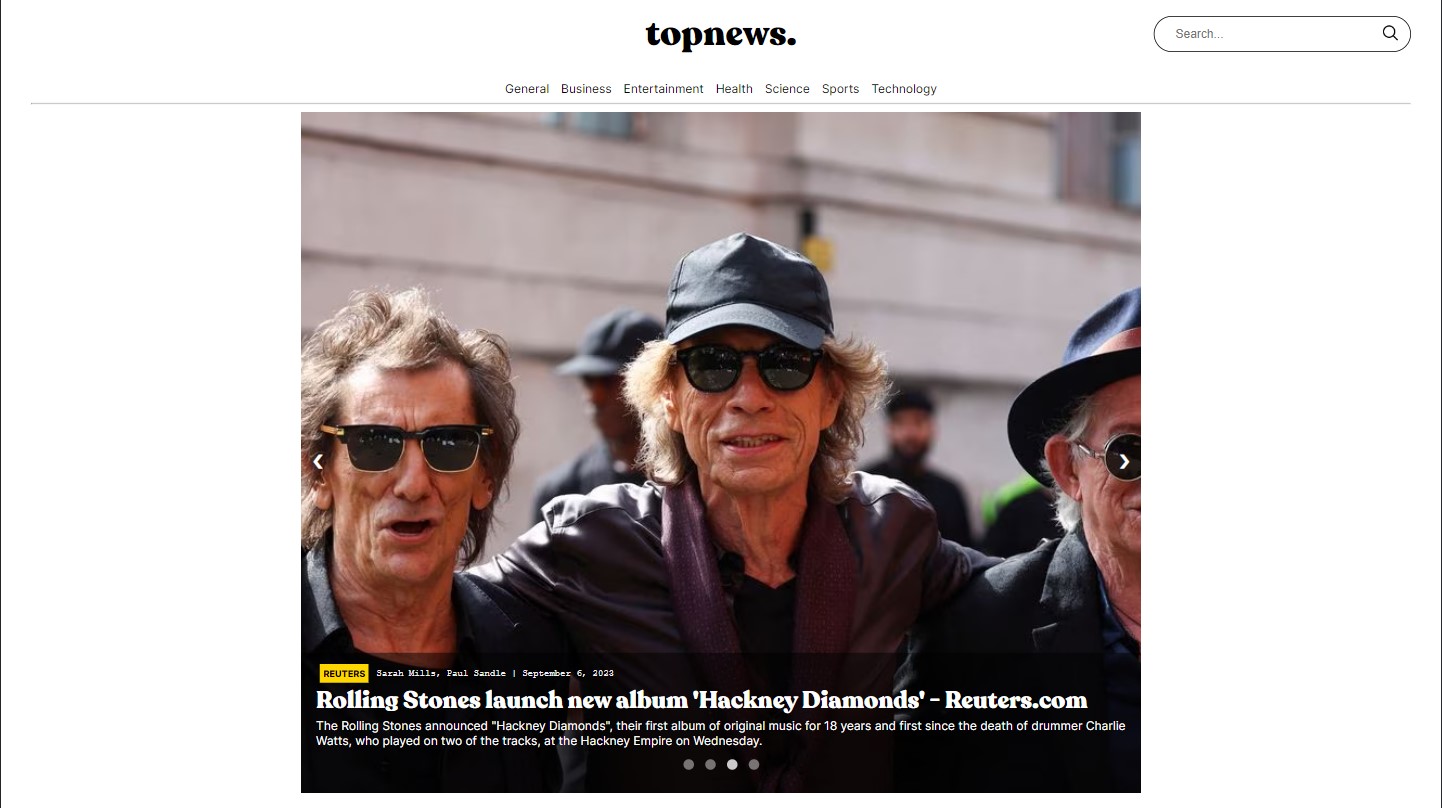 topnews.
Search...
General Business Entertainment Health Science Sports Technology
REUTERS Sarah Mills, Paul Sandle | September 6, 2023
Rolling Stones launch new album 'Hackney Diamonds' - Reuters.com
The Rolling Stones announced "Hackney Diamonds", their first album of original music for 18 years and first since the death of drummer Charlie
Watts, who played on two of the tracks, at the Hackney Empire on Wednesday.